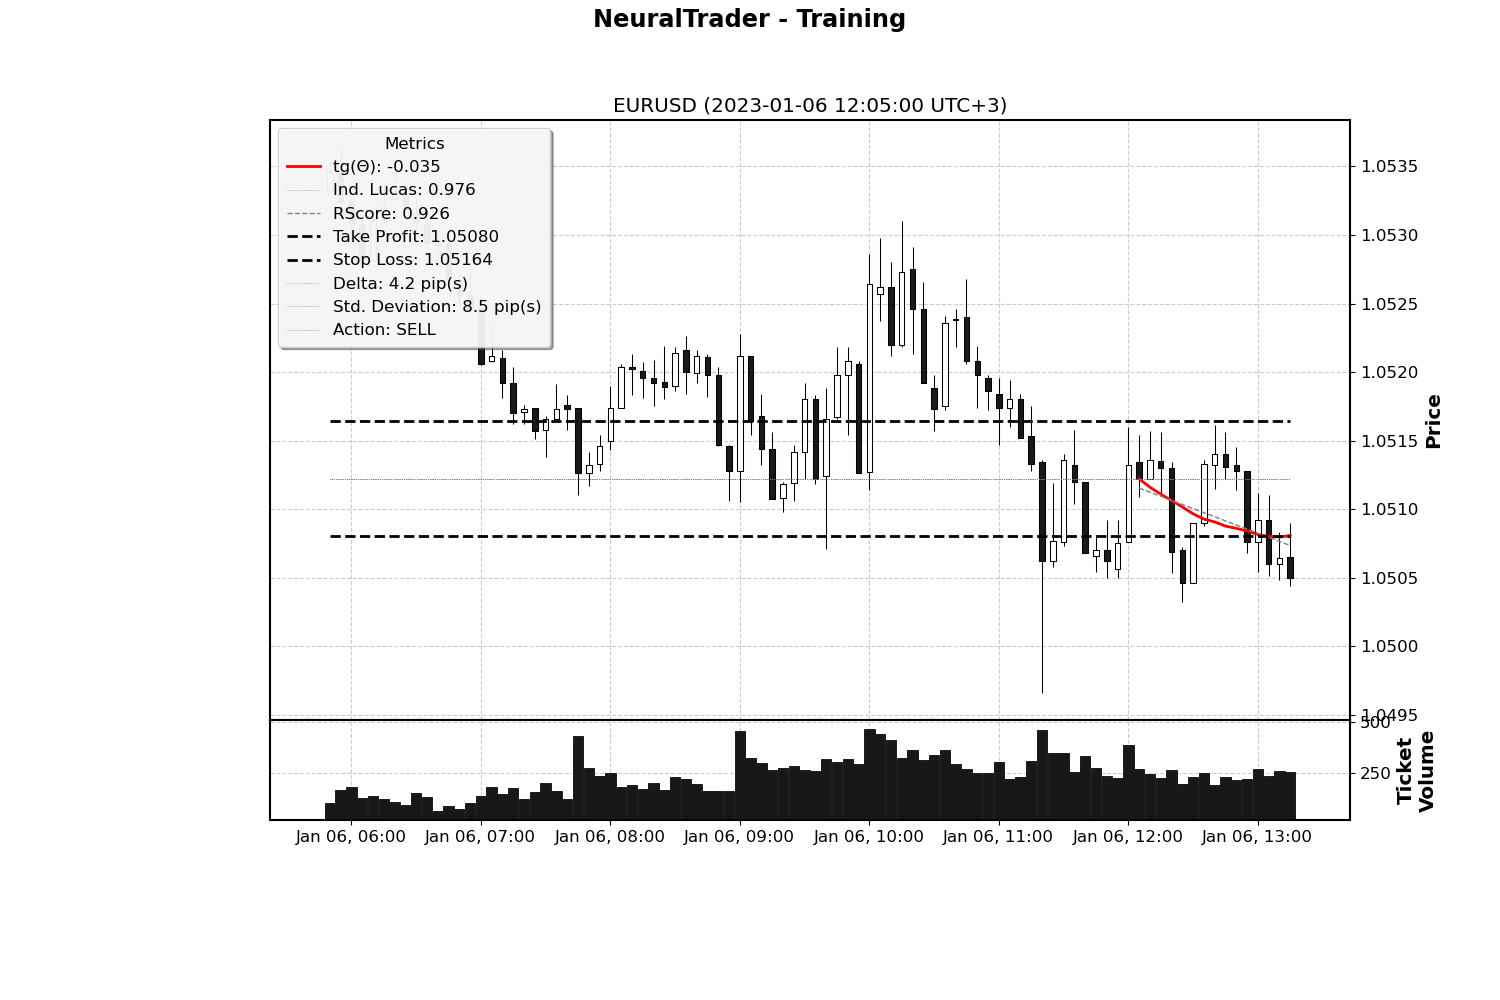 NeuralTrader - Training
EURUSD (2023-01-06 12:05:00 UTC+3)
Metrics
tg(Θ): -0.035
Ind. Lucas: 0.976
RScore: 0.926
Take Profit: 1.05080
Stop Loss: 1.05164
Delta: 4.2 pip(s)
Std. Deviation: 8.5 pip(s)
Action: SELL
1.0535
1.0530
1.0525
1.0520
1.0515
1.0510
1.0505
1.0500
1.0495
Price
500
250
Ticket
Volume
Jan 06, 06:00
Jan 06, 07:00
Jan 06, 08:00
Jan 06, 09:00
Jan 06, 10:00
Jan 06, 11:00
Jan 06, 12:00
Jan 06, 13:00